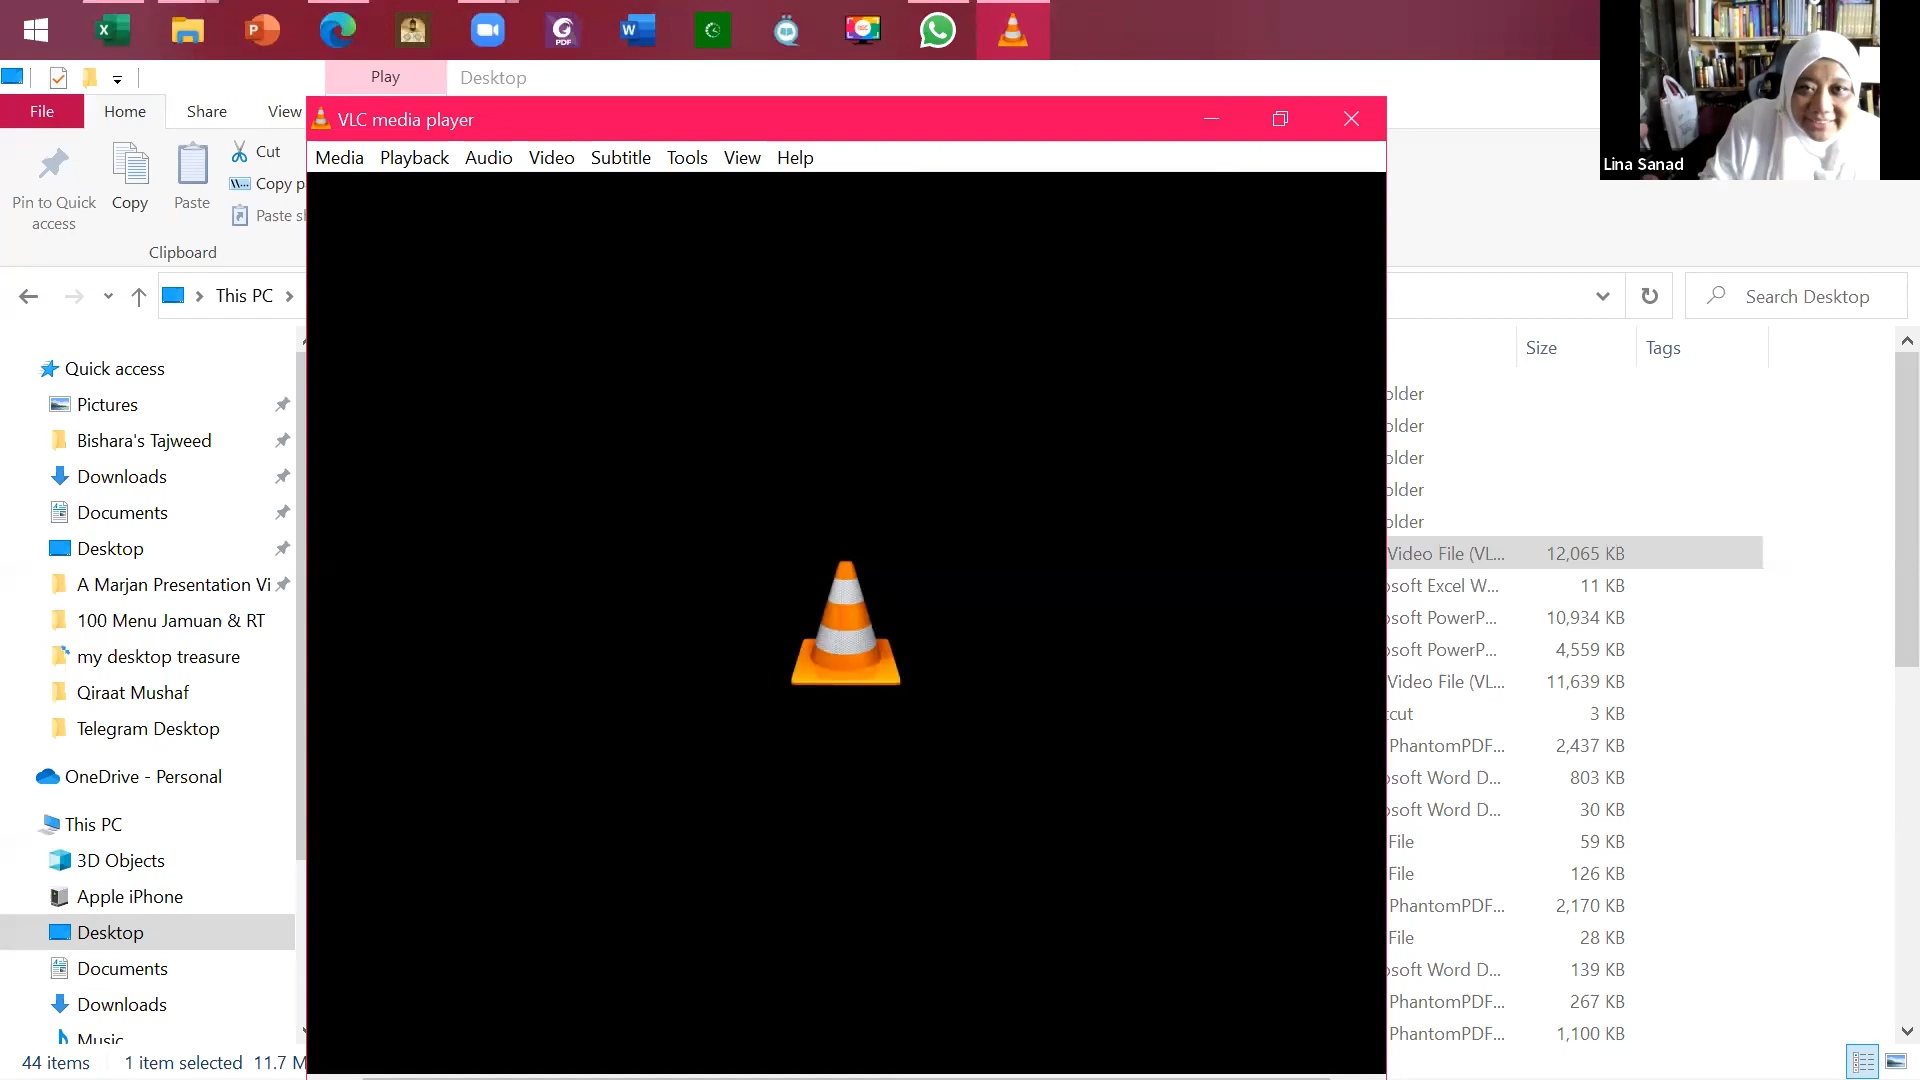 Play
Desktop
File
Home
Share
View
VLC media player
Media
Playback
Audio
Video
Subtitle
Tools
View
Help
Lina Sanad
Pin to Quick
access
Copy
Paste
Cut
Copy p
Paste s
Clipboard
This PC
Search Desktop
Size
Tags
Quick access
Pictures
Bishara's Tajweed
Downloads
Documents
Desktop
A Marjan Presentation Vi
100 Menu Jamuan & RT
my desktop treasure
Qiraat Mushaf
Telegram Desktop
OneDrive - Personal
This PC
3D Objects
Apple iPhone
Desktop
Documents
Downloads
Music
older
older
older
older
older
Video File (VL... 12,065 KB
osoft Excel W... 11 KB
osoft PowerP... 10,934 KB
osoft PowerP... 4,559 KB
Video File (VL... 11,639 KB
tcut 3 KB
PhantomPDF... 2,437 KB
osoft Word D... 803 KB
osoft Word D... 30 KB
File 59 KB
File 126 KB
PhantomPDF... 2,170 KB
File 28 KB
osoft Word D... 139 KB
PhantomPDF... 267 KB
PhantomPDF... 1,100 KB
44 items
1 item selected 11.7 M